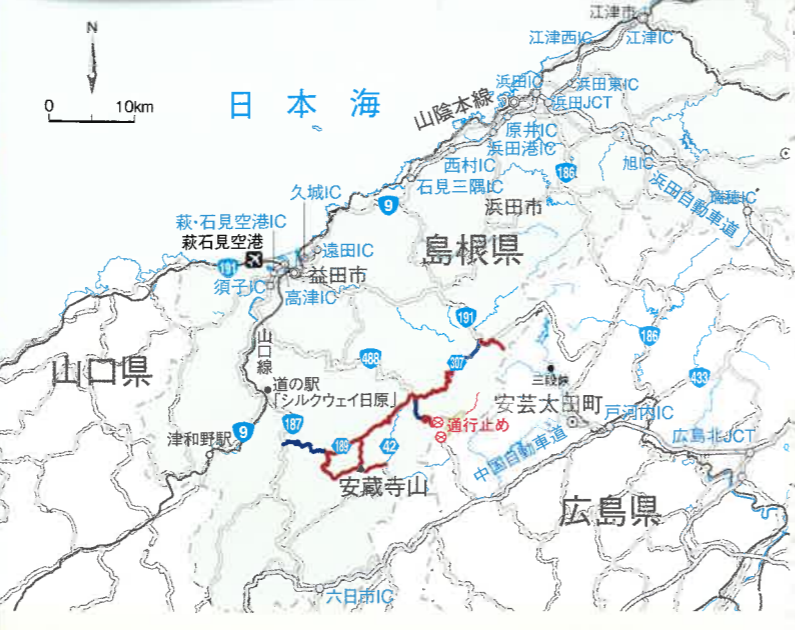 江津市
江津西IC
江津IC
N
0 10km
日本海
山陰本線
浜田IC
浜田東IC
浜田JCT
原井IC
浜田港IC
西村IC
石見三隅IC
186
旭IC
浜田自動車道
瑞穂IC
9
浜田市
久城IC
萩・石見空港IC
萩石見空港
191
遠田IC
益田市
須子IC
高津IC
島根県
山口県
山口線
488
191
307
186
433
三段峡
道の駅
「シルクウェイ日原」
安芸太田町
戸河内IC
187
9
津和野駅
189
42
通行止め
中国自動車道
広島北JCT
安蔵寺山
広島県
六日市IC